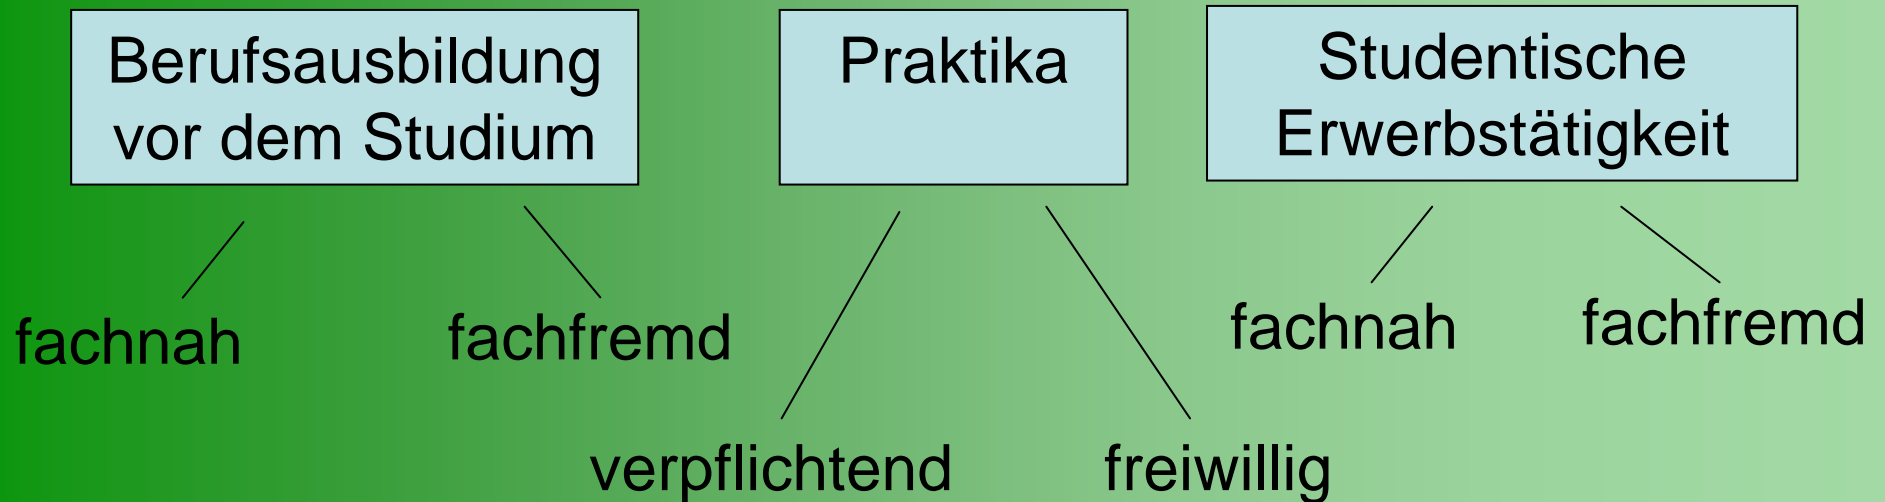 Berufsausbildung
vor dem Studium
Praktika
Studentische
Erwerbstätigkeit
fachnah
fachfremd
verpflichtend
freiwillig
fachnah
fachfremd